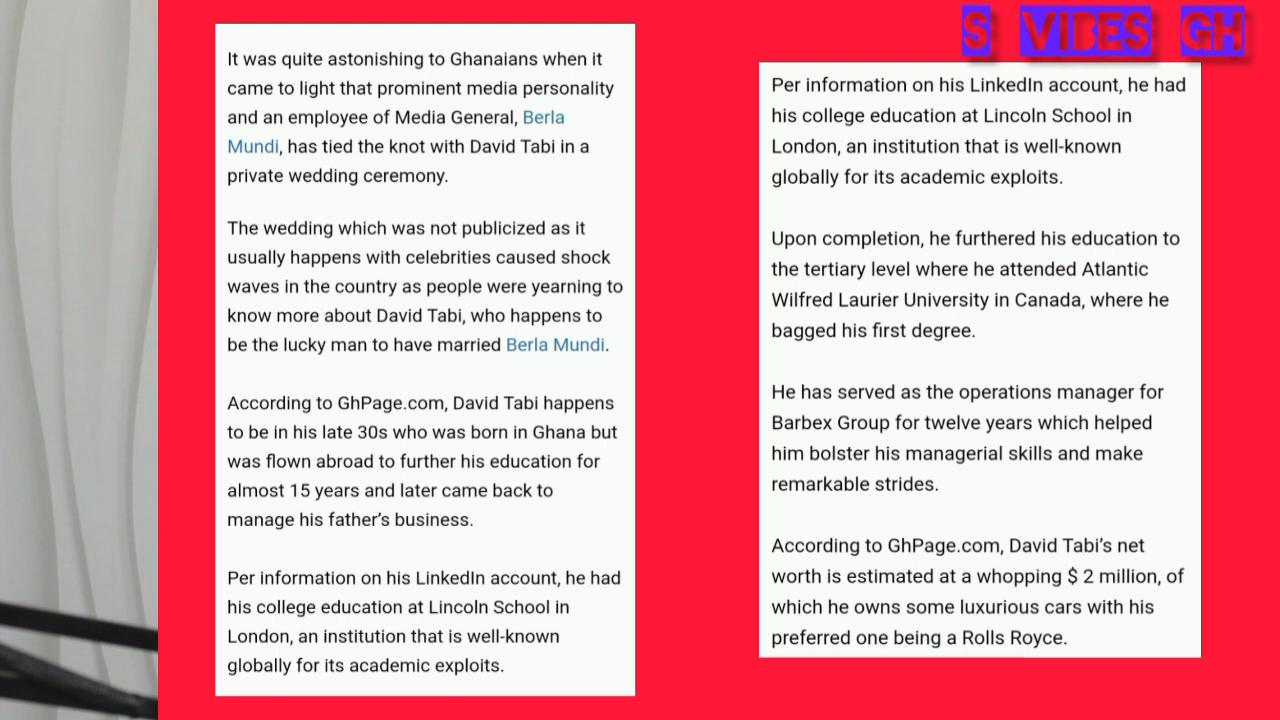 S VIBES GH
It was quite astonishing to Ghanaians when it
came to light that prominent media personality
and an employee of Media General, Berla
Mundi, has tied the knot with David Tabi in a
private wedding ceremony.
The wedding which was not publicized as it
usually happens with celebrities caused shock
waves in the country as people were yearning to
know more about David Tabi, who happens to
be the lucky man to have married Berla Mundi.
According to GhPage.com, David Tabi happens
to be in his late 30s who was born in Ghana but
was flown abroad to further his education for
almost 15 years and later came back to
manage his father's business.
Per information on his LinkedIn account, he had
his college education at Lincoln School in
London, an institution that is well-known
globally for its academic exploits.
Per information on his LinkedIn account, he had
his college education at Lincoln School in
London, an institution that is well-known
globally for its academic exploits.
Upon completion, he furthered his education to
the tertiary level where he attended Atlantic
Wilfred Laurier University in Canada, where he
bagged his first degree.
He has served as the operations manager for
Barbex Group for twelve years which helped
him bolster his managerial skills and make
remarkable strides.
According to GhPage.com, David Tabi's net
worth is estimated at a whopping $ 2 million, of
which he owns some luxurious cars with his
preferred one being a Rolls Royce.